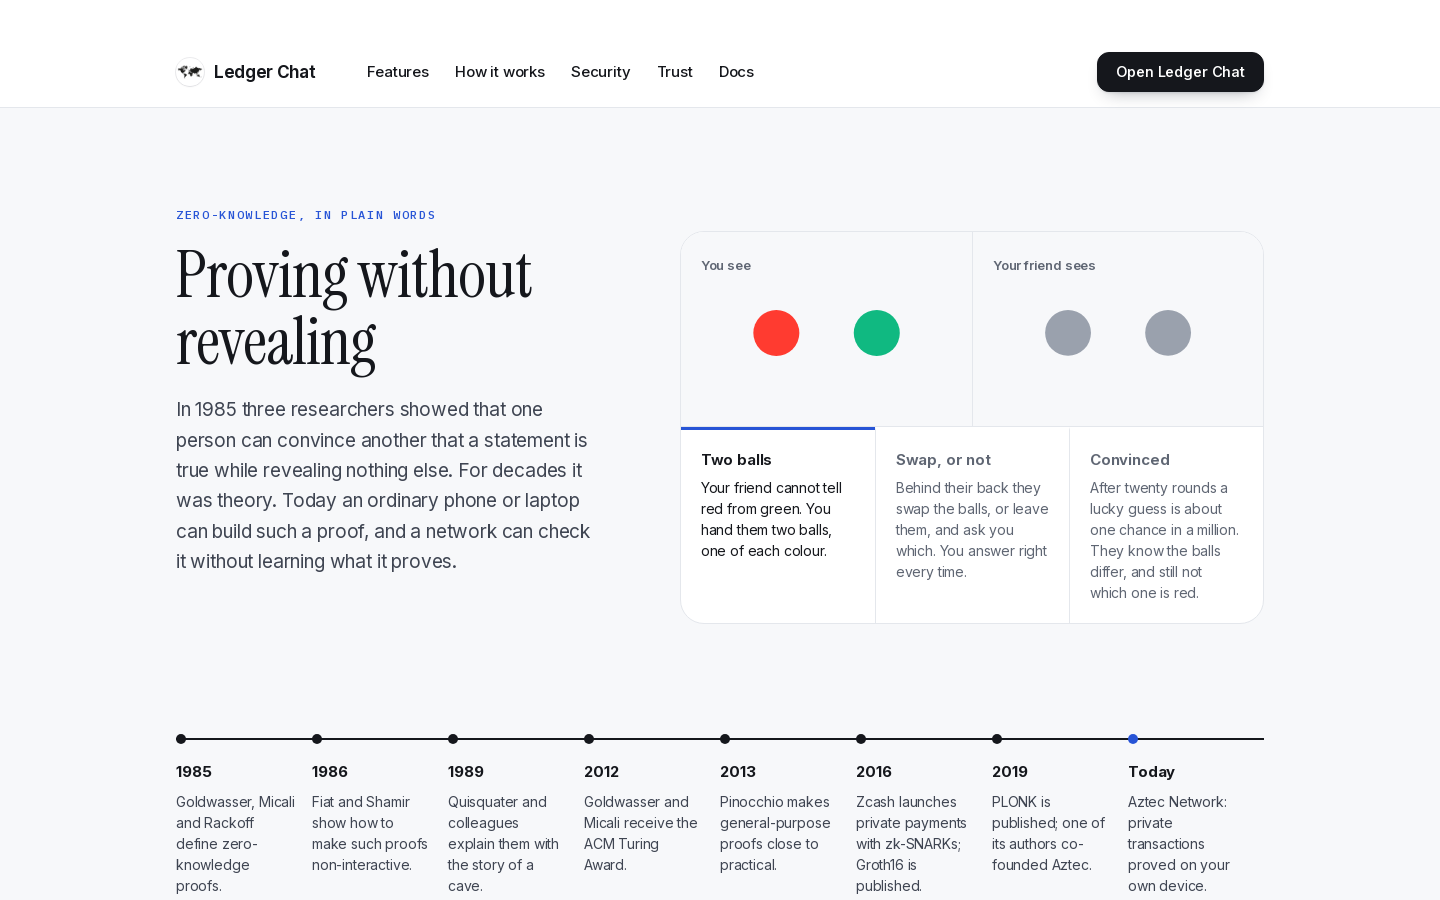 Ledger Chat
Features
How it works
Security
Trust
Docs
Open Ledger Chat
ZERO-KNOWLEDGE, IN PLAIN WORDS
Proving without
revealing
In 1985 three researchers showed that one
person can convince another that a statement is
true while revealing nothing else. For decades it
was theory. Today an ordinary phone or laptop
can build such a proof, and a network can check
it without learning what it proves.
You see
Your friend sees
Two balls
Your friend cannot tell
red from green. You
hand them two balls,
one of each colour.
Swap, or not
Behind their back they
swap the balls, or leave
them, and ask you
which. You answer right
every time.
Convinced
After twenty rounds a
lucky guess is about
one chance in a million.
They know the balls
differ, and still not
which one is red.
1985
Goldwasser, Micali
and Rackoff
define zero-
knowledge
proofs.
1986
Fiat and Shamir
show how to
make such proofs
non-interactive.
1989
Quisquater and
colleagues
explain them with
the story of a
cave.
2012
Goldwasser and
Micali receive the
ACM Turing
Award.
2013
Pinocchio makes
general-purpose
proofs close to
practical.
2016
Zcash launches
private payments
with zk-SNARKs;
Groth16 is
published.
2019
PLONK is
published; one of
its authors co-
founded Aztec.
Today
Aztec Network:
private
transactions
proved on your
own device.